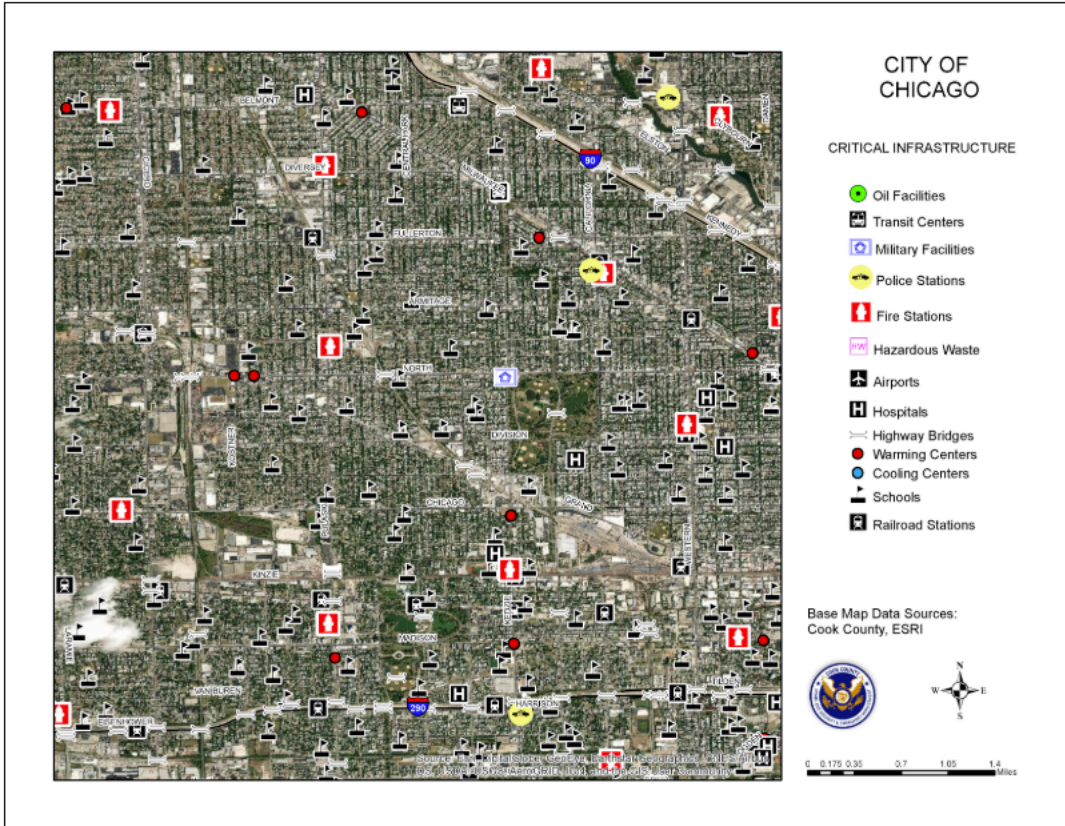 CITY OF
CHICAGO
CRITICAL INFRASTRUCTURE
Oil Facilities
Transit Centers
Military Facilities
Police Stations
Fire Stations
HW Hazardous Waste
Airports
H Hospitals
Highway Bridges
Warming Centers
Cooling Centers
Schools
Railroad Stations
Base Map Data Sources:
Cook County, ESRI
N
W E
S
0 0.175 0.35 0.7 1.05 1.4
Miles
BELMONT
CICERO
DIVERSEY
CENTRAL PARK
MILWAUKEE
ELSTON
CLYBOURN
DAMEN
90
CALIFORNIA
KENNEDY
FULLERTON
ARMITAGE
NORTH
KOSTNER
DIVISION
CHICAGO
GRAND
PULASKI
WESTERN
KINZIE
KEDZIE
LARAMIE
MADISON
VAN BUREN
TILDEN
290
HARRISON
EISENHOWER
OGDEN